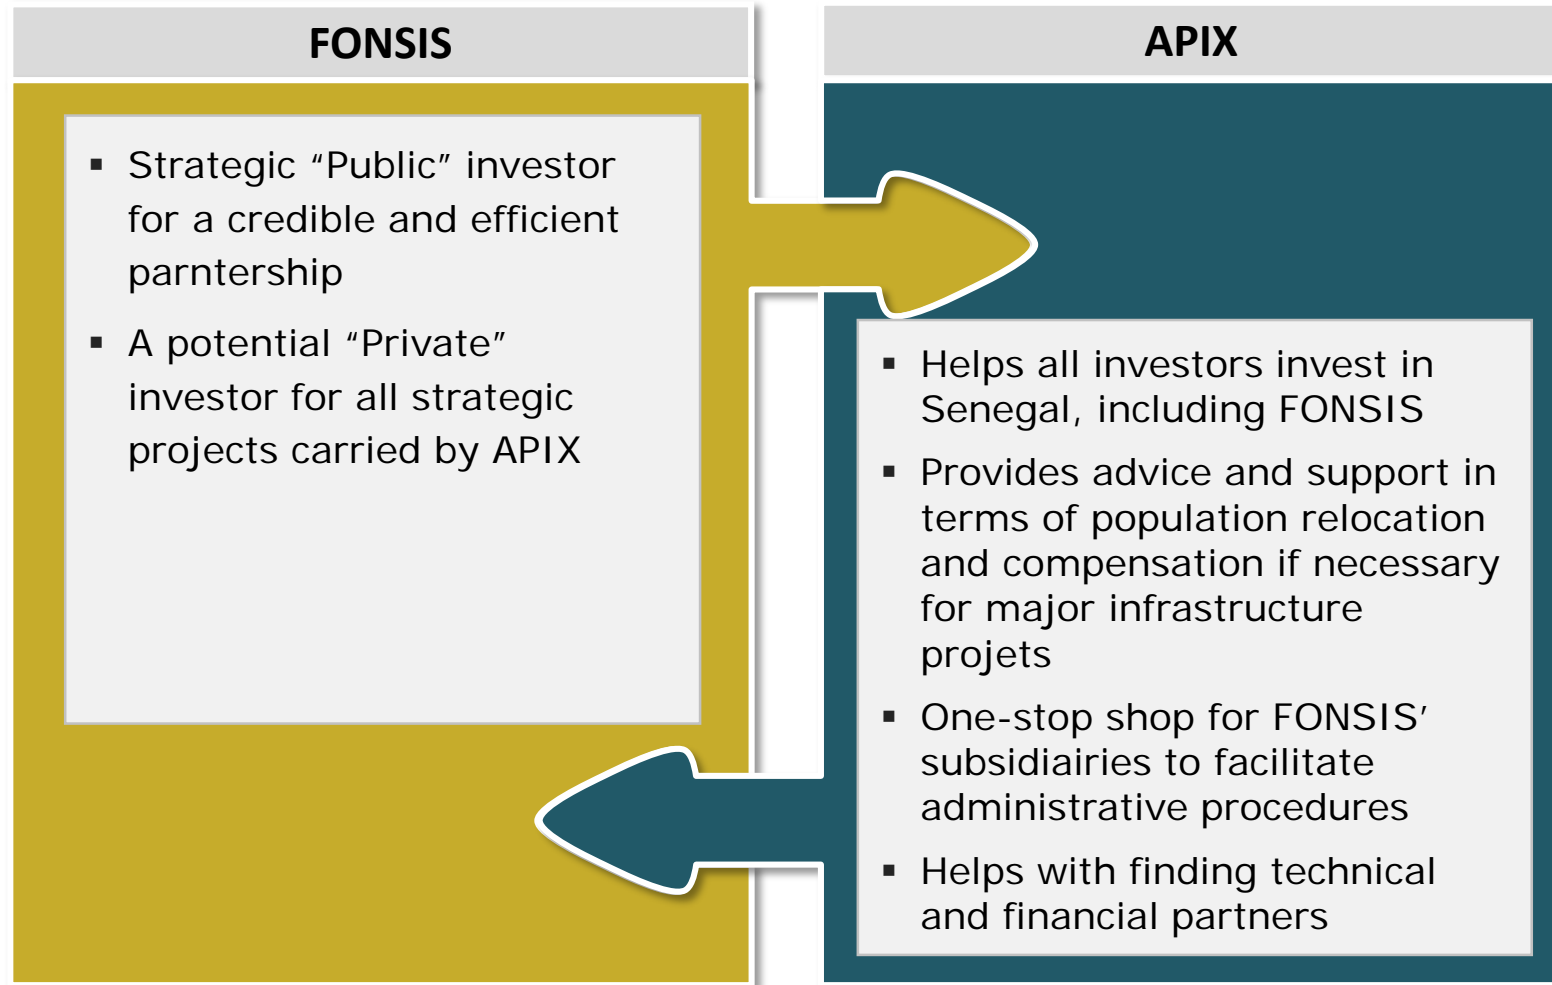 FONSIS
▪ Strategic “Public” investor
for a credible and efficient
parntership
▪ A potential “Private”
investor for all strategic
projects carried by APIX
APIX
▪ Helps all investors invest in
Senegal, including FONSIS
▪ Provides advice and support in
terms of population relocation
and compensation if necessary
for major infrastructure
projets
▪ One-stop shop for FONSIS’
subsidiairies to facilitate
administrative procedures
▪ Helps with finding technical
and financial partners